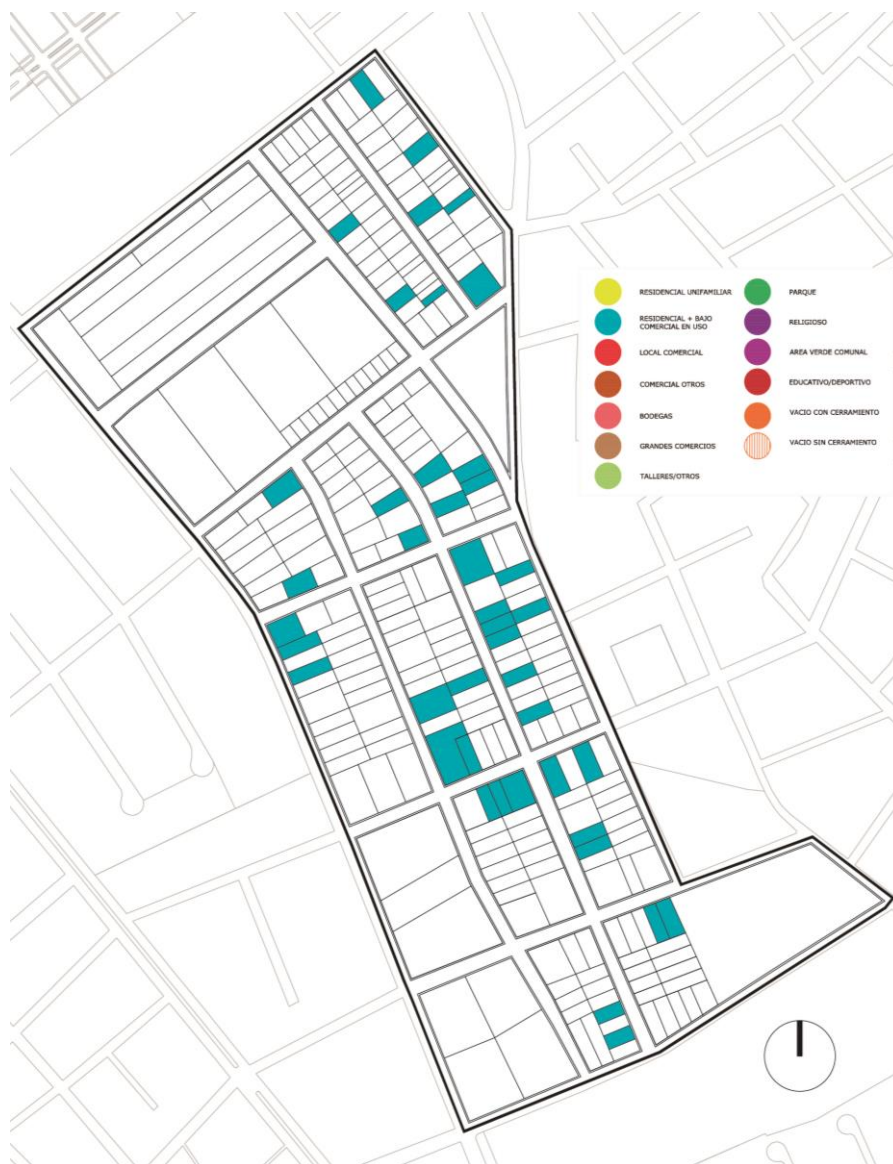 RESIDENCIAL UNIFAMILIAR
RESIDENCIAL + BAJO
COMERCIAL EN USO
LOCAL COMERCIAL
COMERCIAL OTROS
BODEGAS
GRANDES COMERCIOS
TALLERES/OTROS
PARQUE
RELIGIOSO
AREA VERDE COMUNAL
EDUCATIVO/DEPORTIVO
VACIO CON CERRAMIENTO
VACIO SIN CERRAMIENTO